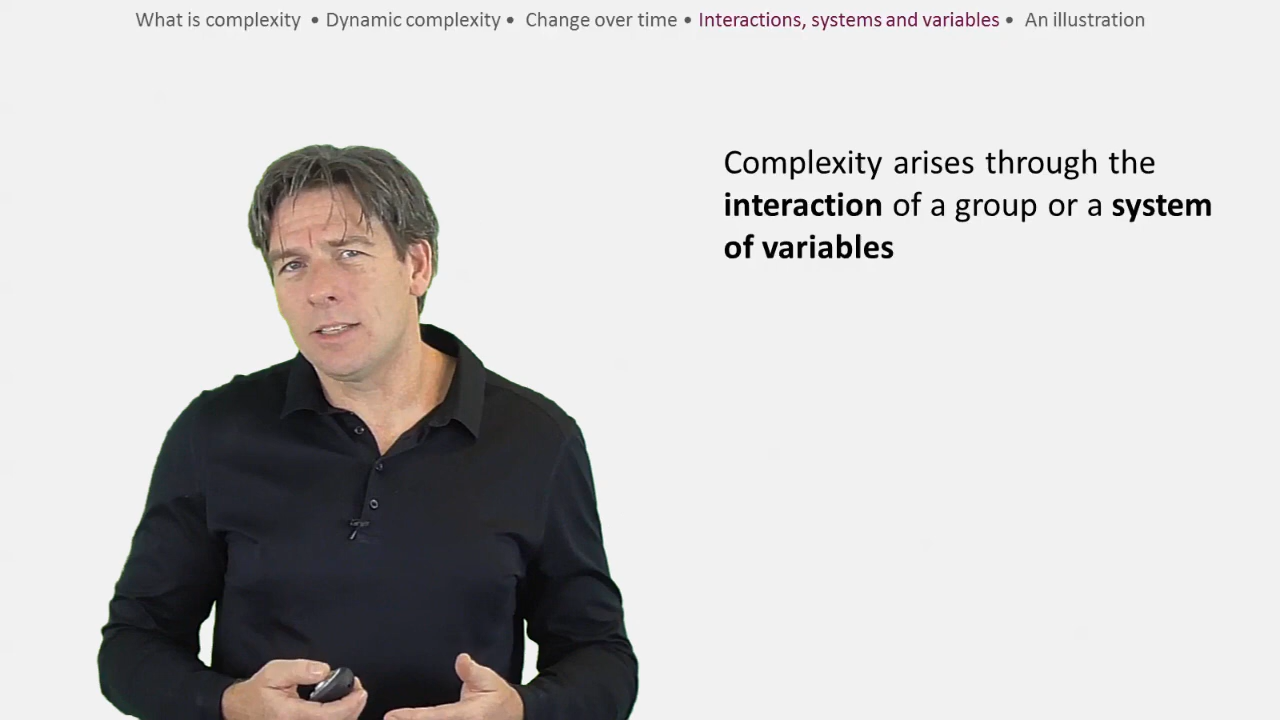 What is complexity • Dynamic complexity • Change over time • Interactions, systems and variables • An illustration
Complexity arises through the
interaction of a group or a system
of variables